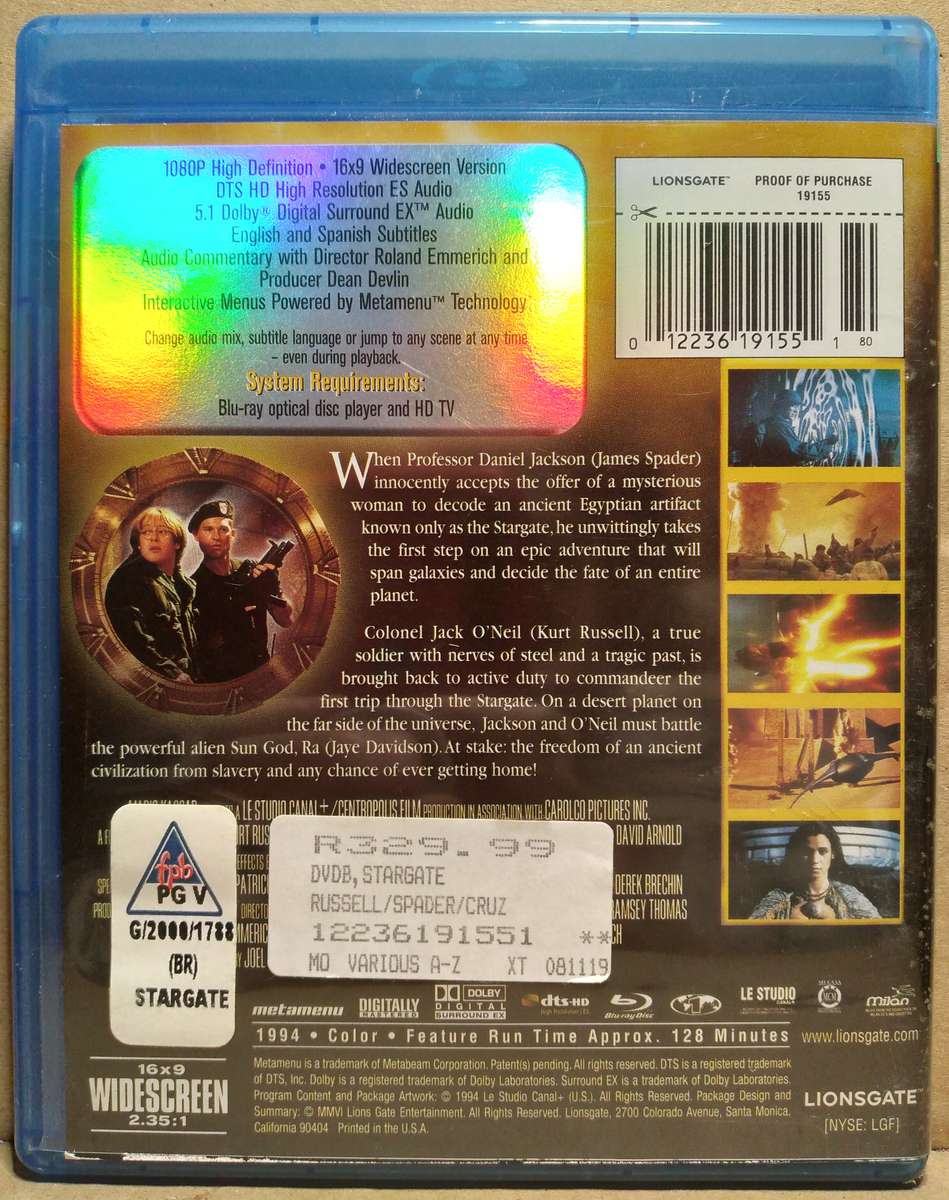 1080P High Definition • 16x9 Widescreen Version
DTS HD High Resolution ES Audio
5.1 Dolby® Digital Surround EX™ Audio
English and Spanish Subtitles
Audio Commentary with Director Roland Emmerich and
Producer Dean Devlin
Interactive Menus Powered by Metamenu™ Technology
Change audio mix, subtitle language or jump to any scene at any time
– even during playback.
System Requirements:
Blu-ray optical disc player and HD TV
LIONSGATE™ PROOF OF PURCHASE
19155
0 12236 19155 1 80
When Professor Daniel Jackson (James Spader)
innocently accepts the offer of a mysterious
woman to decode an ancient Egyptian artifact
known only as the Stargate, he unwittingly takes
the first step on an epic adventure that will
span galaxies and decide the fate of an entire
planet.
Colonel Jack O'Neil (Kurt Russell), a true
soldier with nerves of steel and a tragic past, is
brought back to active duty to commandeer the
first trip through the Stargate. On a desert planet on
the far side of the universe, Jackson and O'Neil must battle
the powerful alien Sun God, Ra (Jaye Davidson). At stake: the freedom of an ancient
civilization from slavery and any chance of ever getting home!
LE STUDIO CANAL+ / CENTROPOLIS FILM PRODUCTION IN ASSOCIATION WITH CAROLCO PICTURES INC.
DAVID ARNOLD
EFFECTS
DEREK BRECHIN
RAMSEY THOMAS
JOEL
fpb
PG V
G/2000/1788
(BR)
STARGATE
R329.99
DVDB, STARGATE
RUSSELL/SPADER/CRUZ
12236191551 **
MO VARIOUS A-Z XT 081119
metamenu
DIGITALLY
MASTERED
DOLBY
DIGITAL
SURROUND EX
dts-HD
High Resolution | ES
Blu-ray Disc
1
LE STUDIO
CANAL+
MCM
milan
1994 • Color • Feature Run Time Approx. 128 Minutes
www.lionsgate.com
16x9
WIDESCREEN
2.35:1
Metamenu is a trademark of Metabeam Corporation. Patent(s) pending. All rights reserved. DTS is a registered trademark
of DTS, Inc. Dolby is a registered trademark of Dolby Laboratories. Surround EX is a trademark of Dolby Laboratories.
Program Content and Package Artwork: © 1994 Le Studio Canal+ (U.S.). All Rights Reserved. Package Design and
Summary: © MMVI Lions Gate Entertainment. All Rights Reserved. Lionsgate, 2700 Colorado Avenue, Santa Monica.
California 90404 Printed in the U.S.A.
LIONSGATE™
[NYSE: LGF]